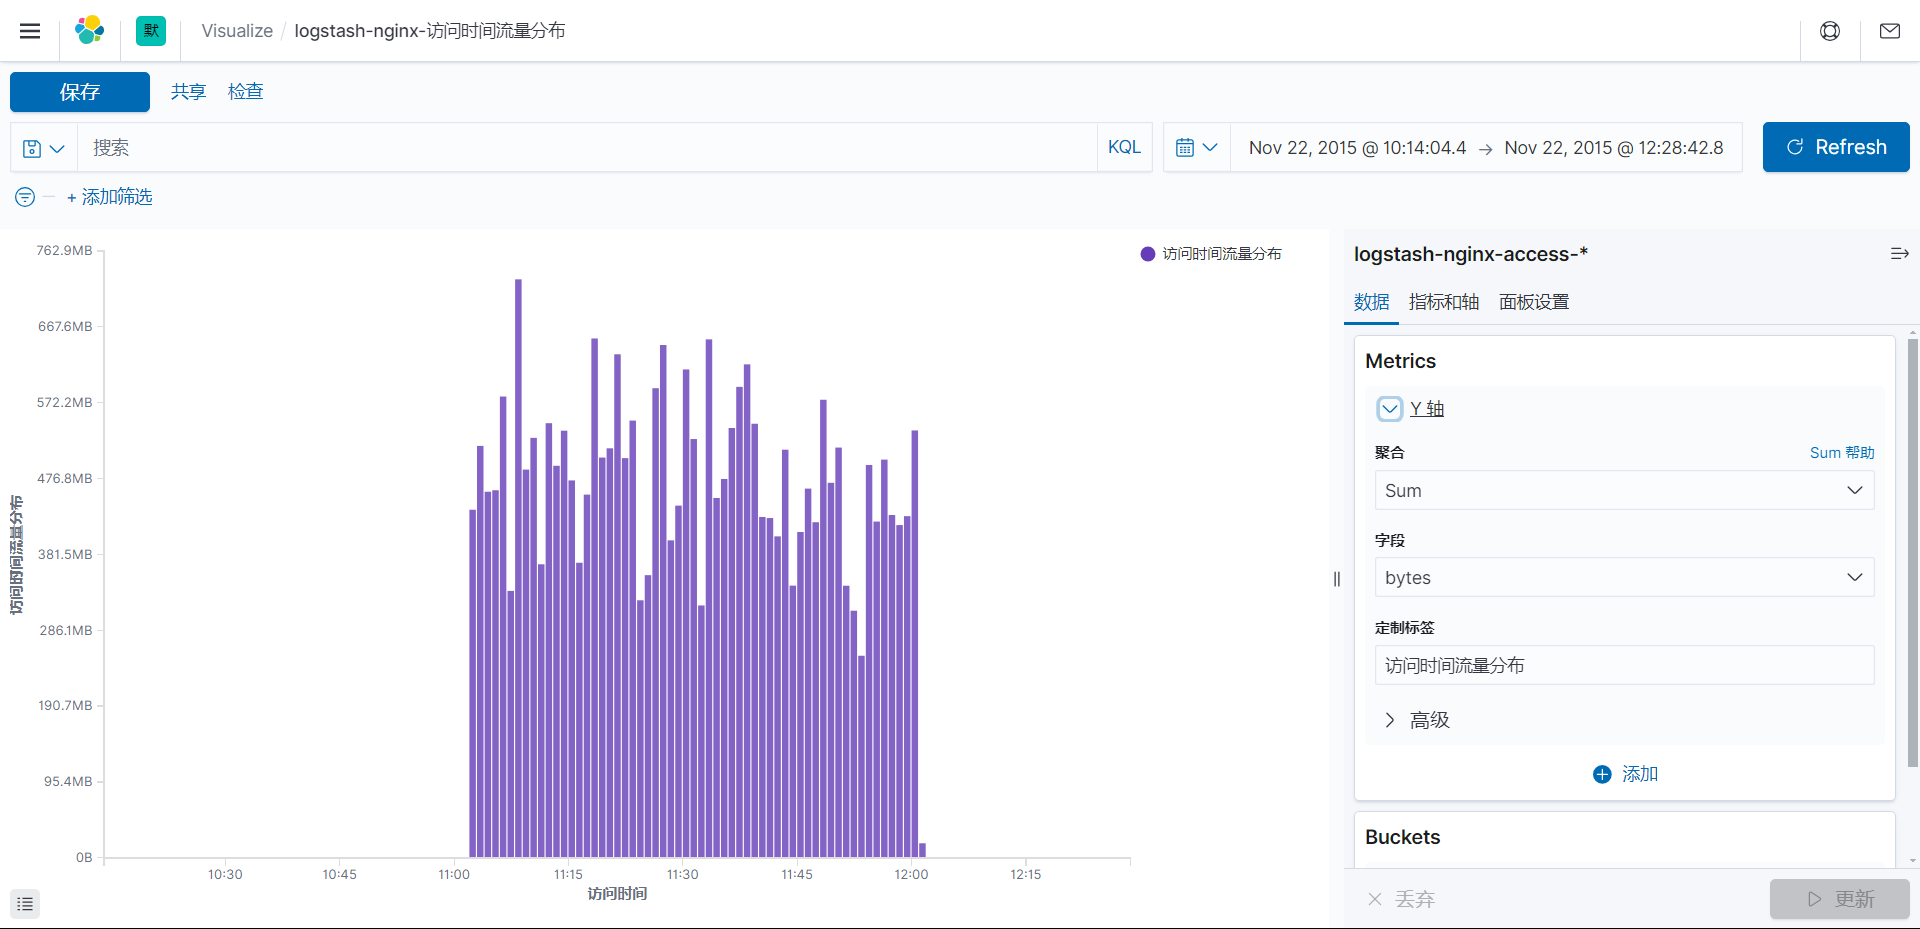 默
Visualize / logstash-nginx-访问时间流量分布
保存
共享
检查
搜索
KQL
Nov 22, 2015 @ 10:14:04.4 → Nov 22, 2015 @ 12:28:42.8
Refresh
+ 添加筛选
762.9MB
667.6MB
572.2MB
476.8MB
381.5MB
286.1MB
190.7MB
95.4MB
0B
访问时间流量分布
10:30
10:45
11:00
11:15
11:30
11:45
12:00
12:15
访问时间
访问时间流量分布
logstash-nginx-access-*
数据
指标和轴
面板设置
Metrics
Y 轴
聚合
Sum 帮助
Sum
字段
bytes
定制标签
访问时间流量分布
高级
添加
Buckets
丢弃
更新